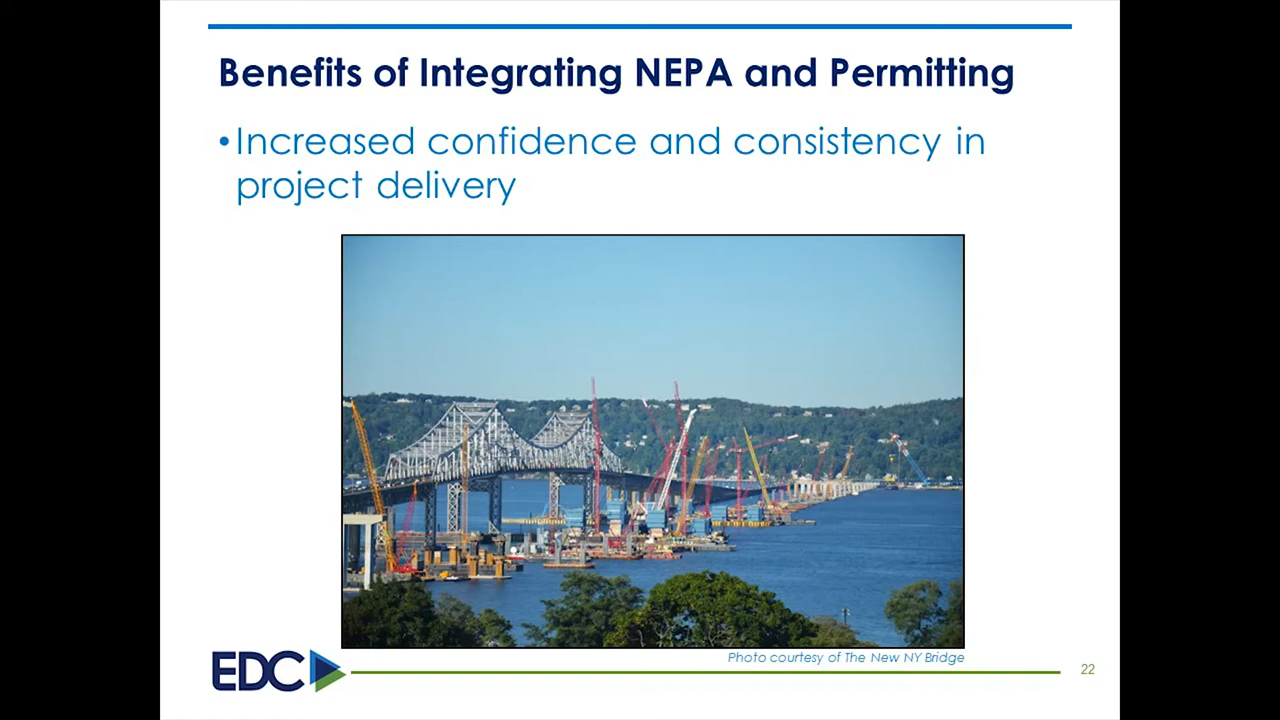 Benefits of Integrating NEPA and Permitting
•Increased confidence and consistency in
project delivery
Photo courtesy of The New NY Bridge
EDC
22